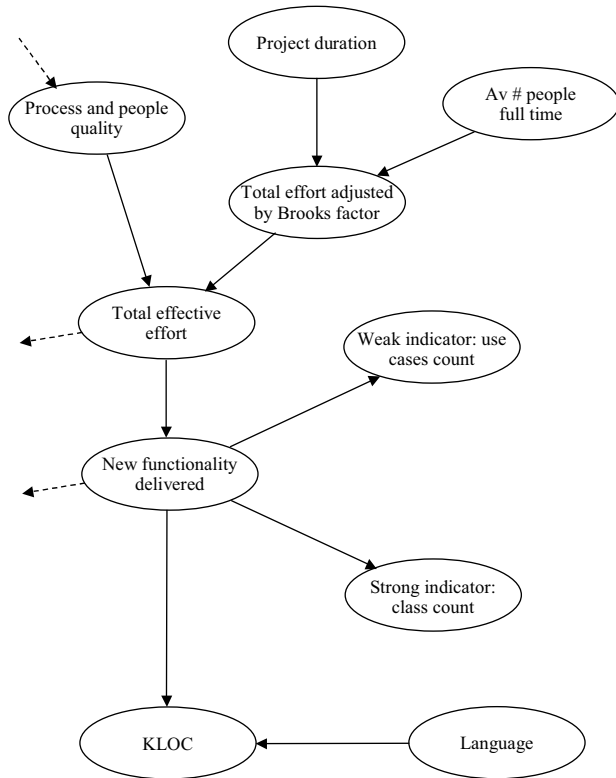 Project duration
Process and people
quality
Av # people
full time
Total effort adjusted
by Brooks factor
Total effective
effort
Weak indicator: use
cases count
New functionality
delivered
Strong indicator:
class count
KLOC
Language